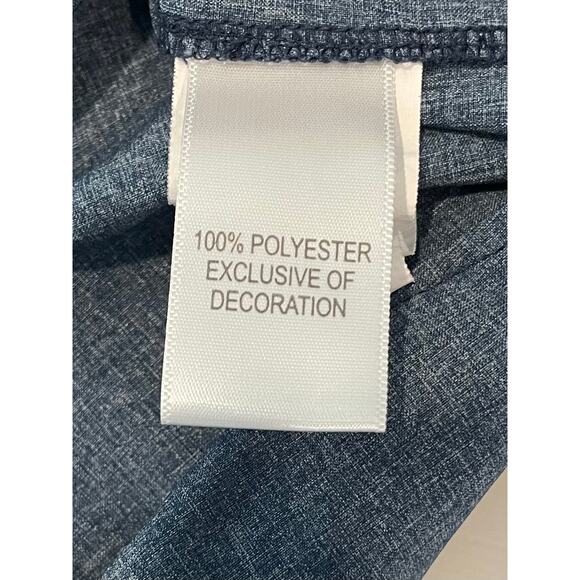 100% POLYESTER
EXCLUSIVE OF
DECORATION